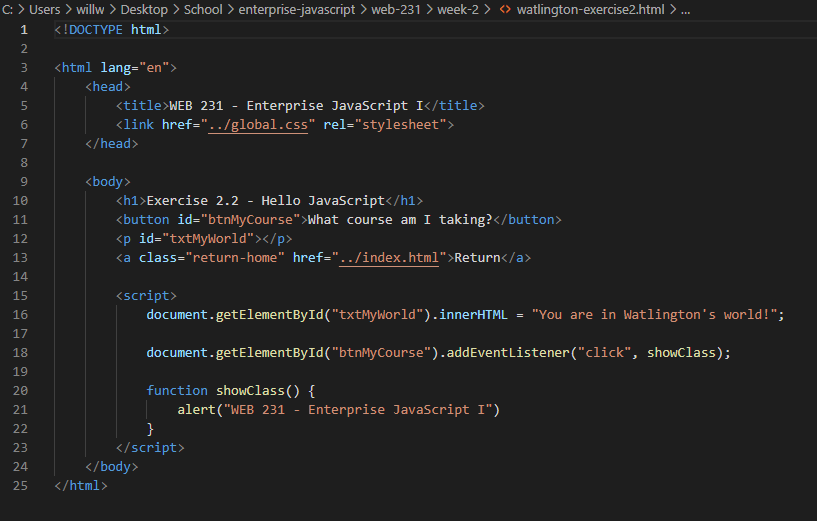 C: > Users > willw > Desktop > School > enterprise-javascript > web-231 > week-2 > <> watlington-exercise2.html > ...
1 <!DOCTYPE html>
2
3 <html lang="en">
4     <head>
5         <title>WEB 231 - Enterprise JavaScript I</title>
6         <link href="../global.css" rel="stylesheet">
7     </head>
8
9     <body>
10         <h1>Exercise 2.2 - Hello JavaScript</h1>
11         <button id="btnMyCourse">What course am I taking?</button>
12         <p id="txtMyWorld"></p>
13         <a class="return-home" href="../index.html">Return</a>
14
15         <script>
16             document.getElementById("txtMyWorld").innerHTML = "You are in Watlington's world!";
17
18             document.getElementById("btnMyCourse").addEventListener("click", showClass);
19
20             function showClass() {
21                 alert("WEB 231 - Enterprise JavaScript I")
22             }
23         </script>
24     </body>
25 </html>